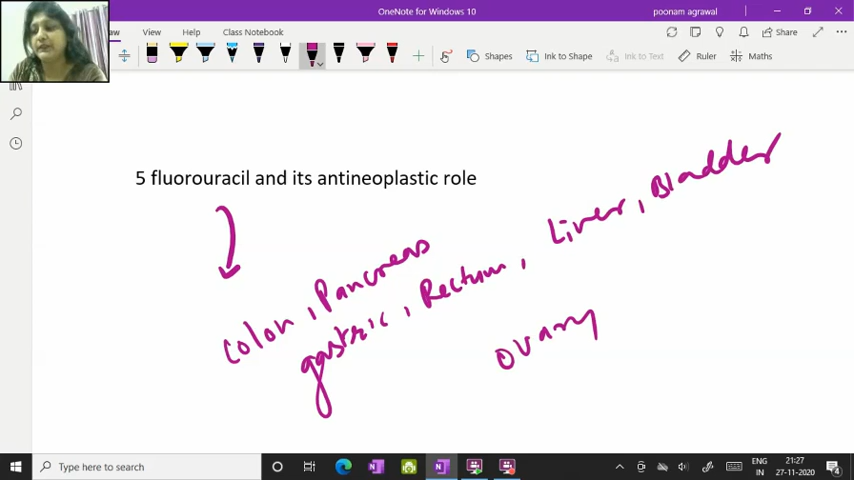 OneNote for Windows 10
poonam agrawal
aw View Help Class Notebook
Share
Shapes Ink to Shape Ink to Text Ruler Maths
5 fluorouracil and its antineoplastic role
Colon, Pancreas
gastric, Rectum, Liver, Bladder
ovary
Type here to search
ENG 21:27
IN 27-11-2020
4